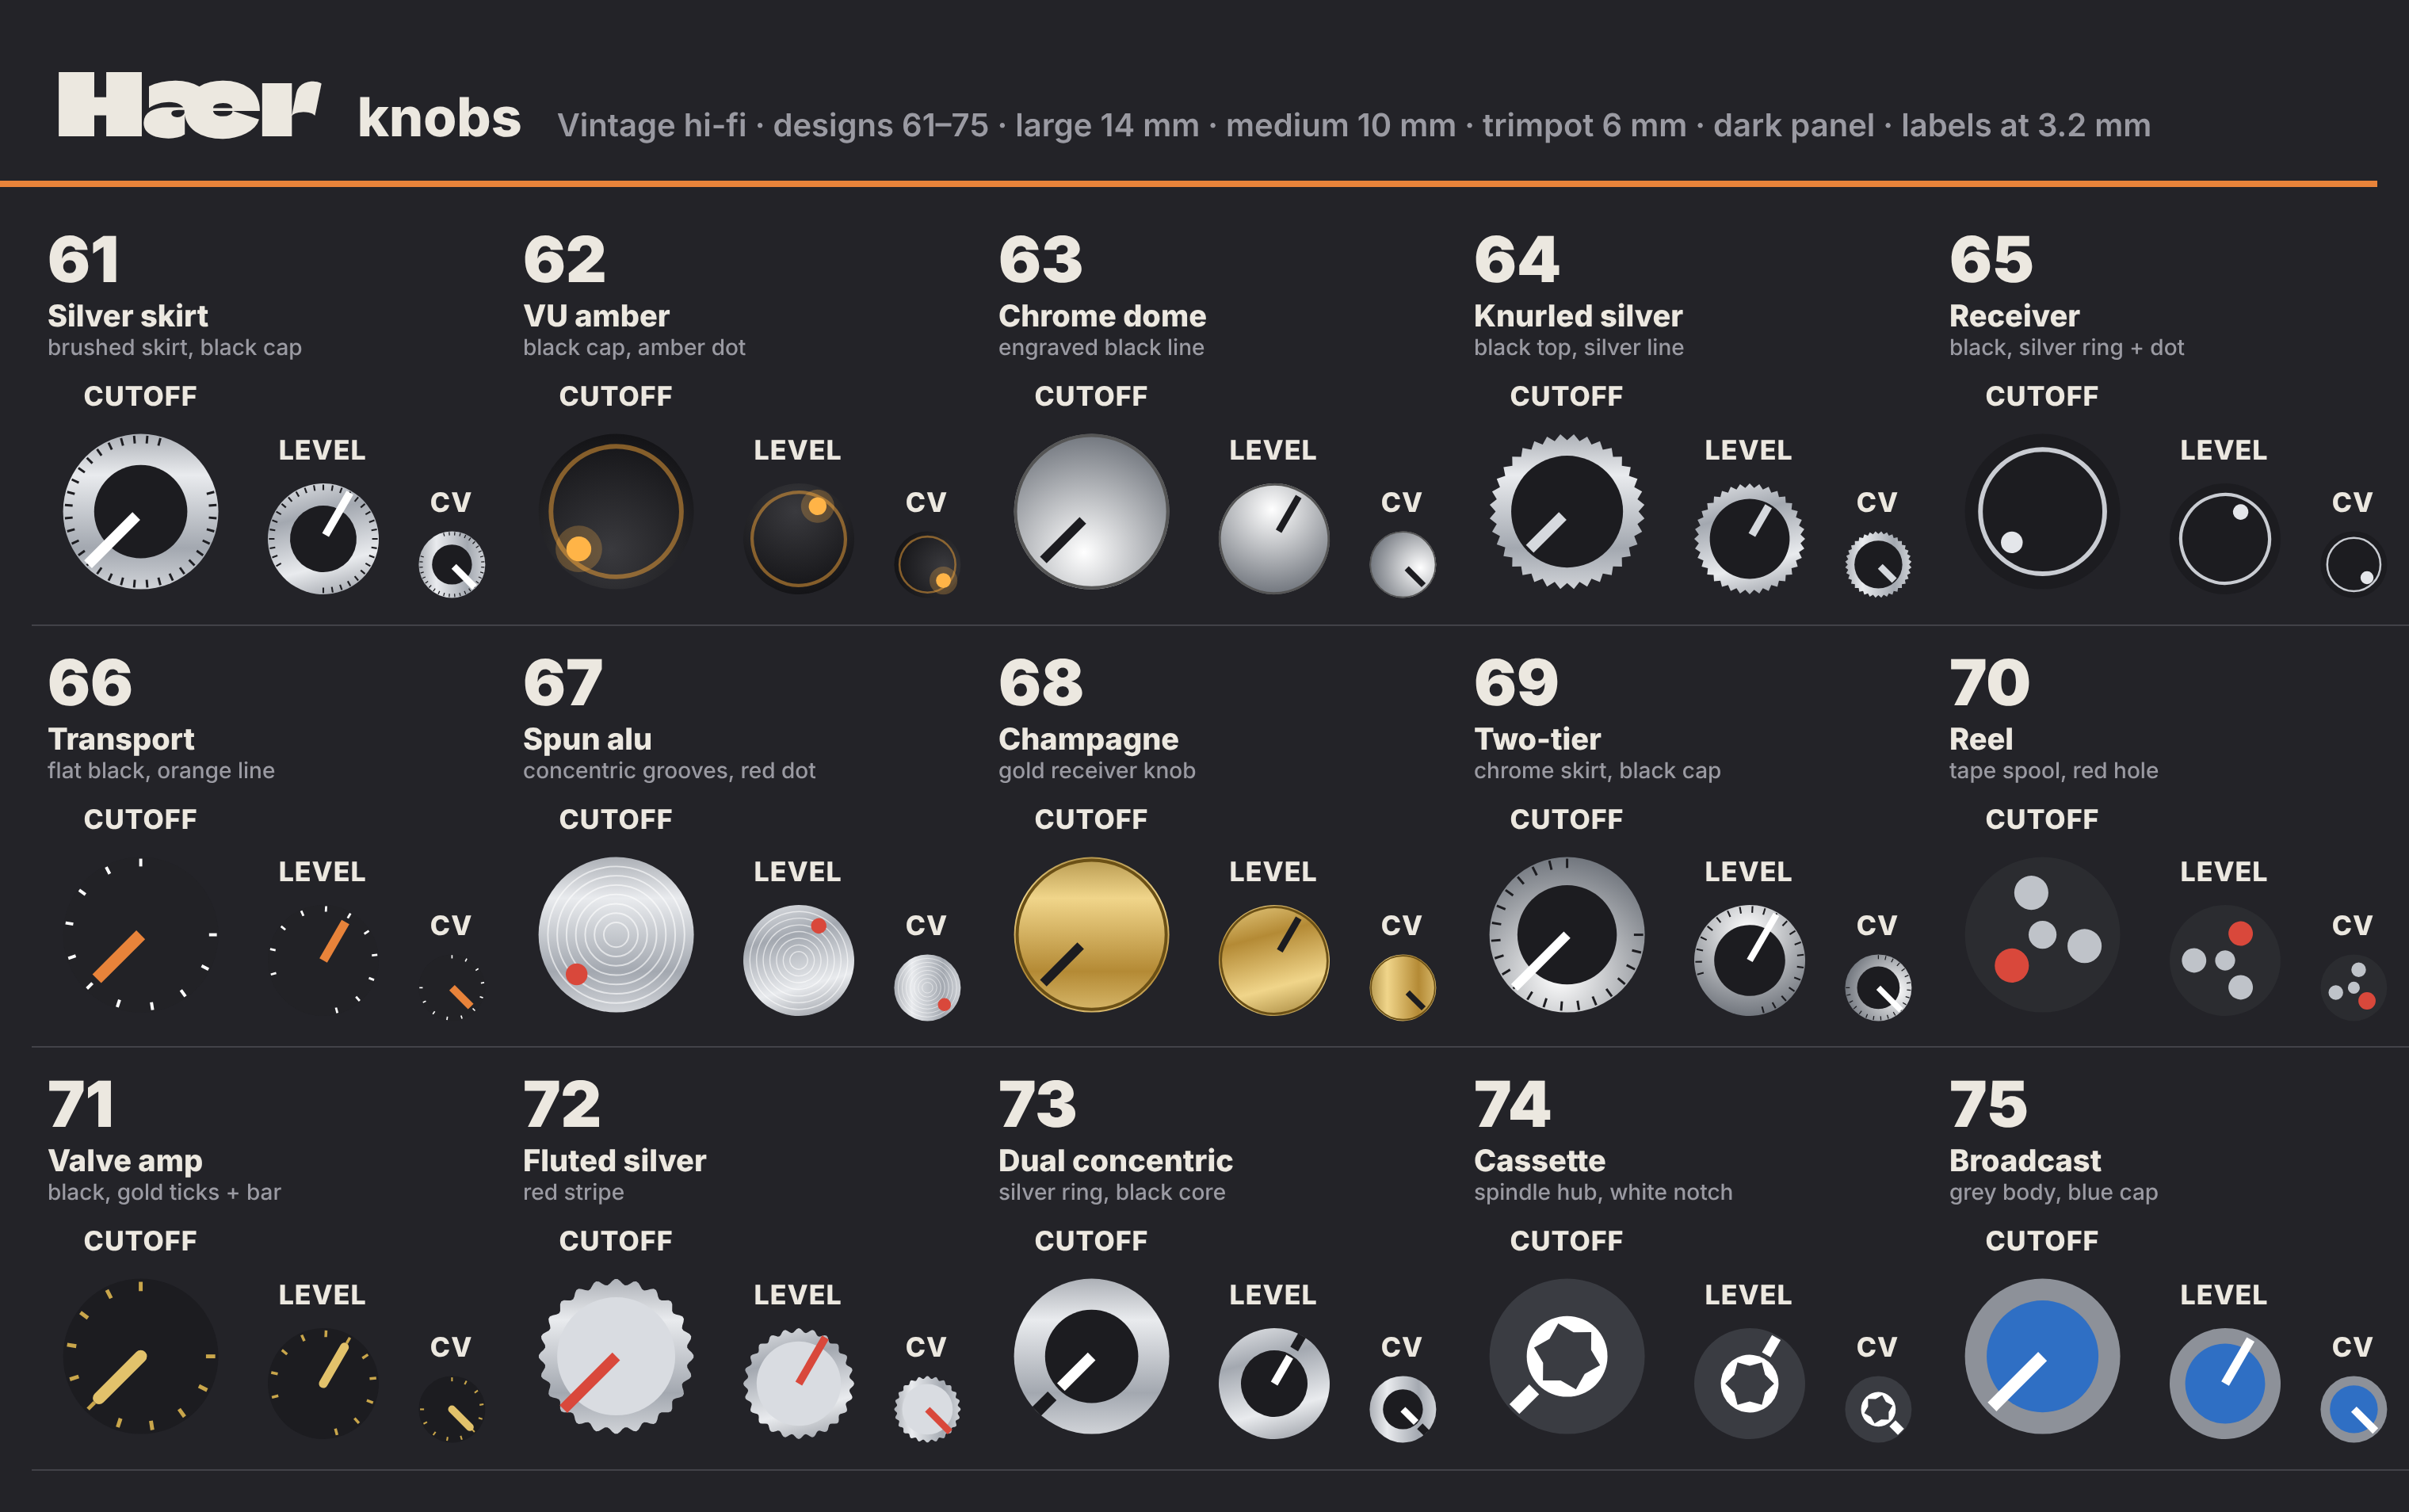 Hær knobs Vintage hi-fi · designs 61–75 · large 14 mm · medium 10 mm · trimpot 6 mm · dark panel · labels at 3.2 mm
61
Silver skirt
brushed skirt, black cap
CUTOFF
LEVEL
CV
62
VU amber
black cap, amber dot
CUTOFF
LEVEL
CV
63
Chrome dome
engraved black line
CUTOFF
LEVEL
CV
64
Knurled silver
black top, silver line
CUTOFF
LEVEL
CV
65
Receiver
black, silver ring + dot
CUTOFF
LEVEL
CV
66
Transport
flat black, orange line
CUTOFF
LEVEL
CV
67
Spun alu
concentric grooves, red dot
CUTOFF
LEVEL
CV
68
Champagne
gold receiver knob
CUTOFF
LEVEL
CV
69
Two-tier
chrome skirt, black cap
CUTOFF
LEVEL
CV
70
Reel
tape spool, red hole
CUTOFF
LEVEL
CV
71
Valve amp
black, gold ticks + bar
CUTOFF
LEVEL
CV
72
Fluted silver
red stripe
CUTOFF
LEVEL
CV
73
Dual concentric
silver ring, black core
CUTOFF
LEVEL
CV
74
Cassette
spindle hub, white notch
CUTOFF
LEVEL
CV
75
Broadcast
grey body, blue cap
CUTOFF
LEVEL
CV